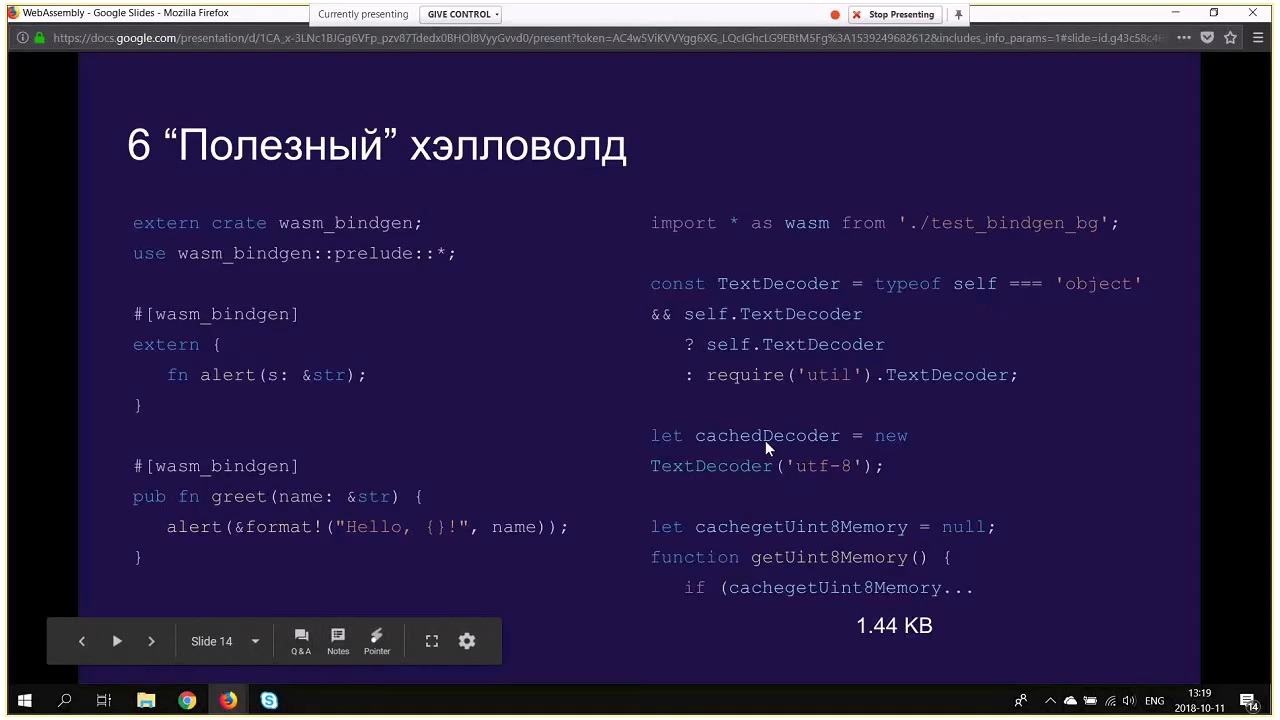 WebAssembly - Google Slides - Mozilla Firefox
Currently presenting
GIVE CONTROL
Stop Presenting
6 “Полезный” хэлловолд
extern crate wasm_bindgen;
use wasm_bindgen::prelude::*;
#[wasm_bindgen]
extern {
fn alert(s: &str);
}
#[wasm_bindgen]
pub fn greet(name: &str) {
alert(&format!("Hello, {}!", name));
}
import * as wasm from './test_bindgen_bg';
const TextDecoder = typeof self === 'object'
&& self.TextDecoder
? self.TextDecoder
: require('util').TextDecoder;
let cachedDecoder = new
TextDecoder('utf-8');
let cachegetUint8Memory = null;
function getUint8Memory() {
if (cachegetUint8Memory...
1.44 KB
Slide 14
Q & A
Notes
Pointer
ENG
13:19
2018-10-11
14